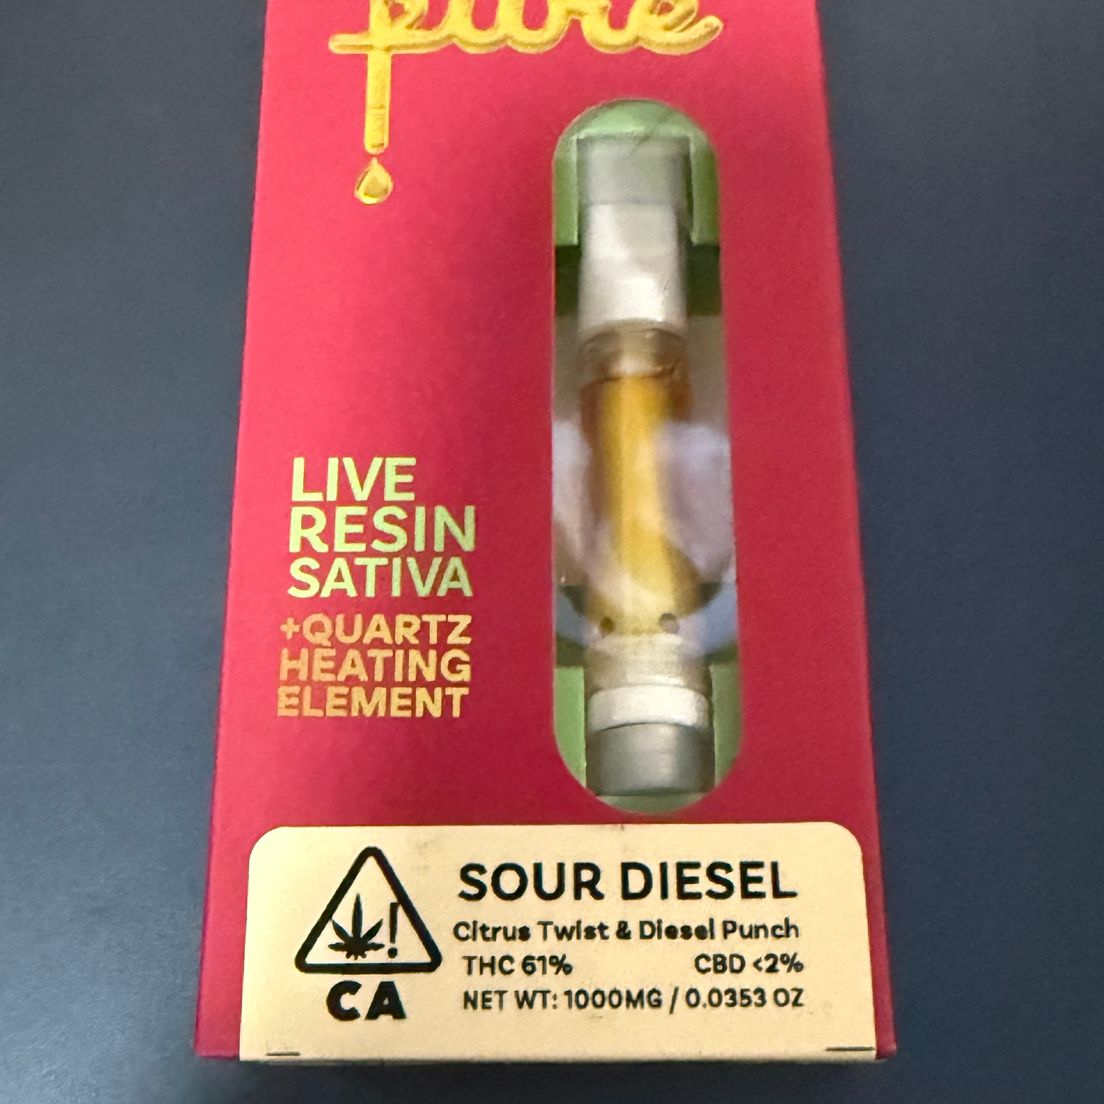 pure
LIVE
RESIN
SATIVA
+QUARTZ
HEATING
ELEMENT
SOUR DIESEL
Citrus Twist & Diesel Punch
THC 61% CBD <2%
NET WT: 1000MG / 0.0353 OZ
!
CA